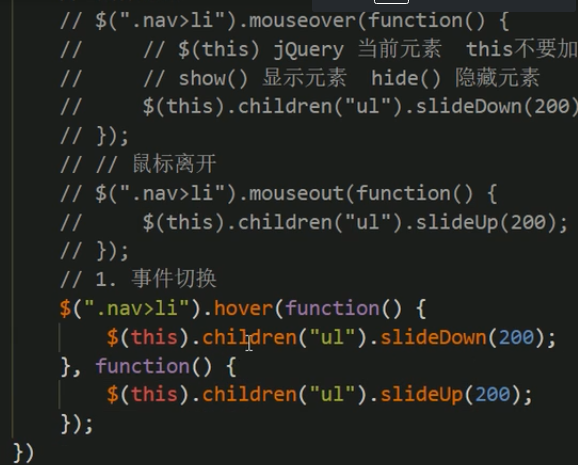 // $(".nav>li").mouseover(function() {
//     // $(this) jQuery 当前元素  this不要加
//     // show() 显示元素  hide() 隐藏元素
//     $(this).children("ul").slideDown(200)
// });
// // 鼠标离开
// $(".nav>li").mouseout(function() {
//     $(this).children("ul").slideUp(200);
// });
// 1. 事件切换
$(".nav>li").hover(function() {
    $(this).children("ul").slideDown(200);
}, function() {
    $(this).children("ul").slideUp(200);
});
})